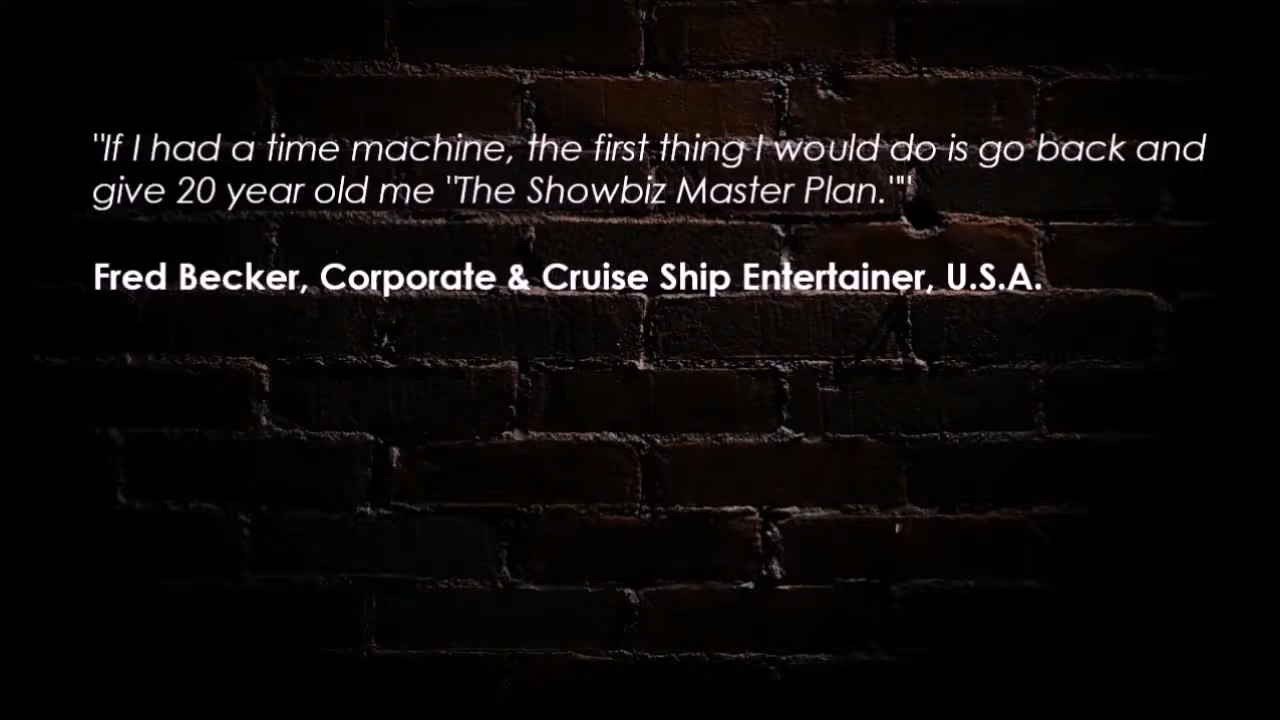 "If I had a time machine, the first thing I would do is go back and
give 20 year old me "The Showbiz Master Plan.""'
Fred Becker, Corporate & Cruise Ship Entertainer, U.S.A.